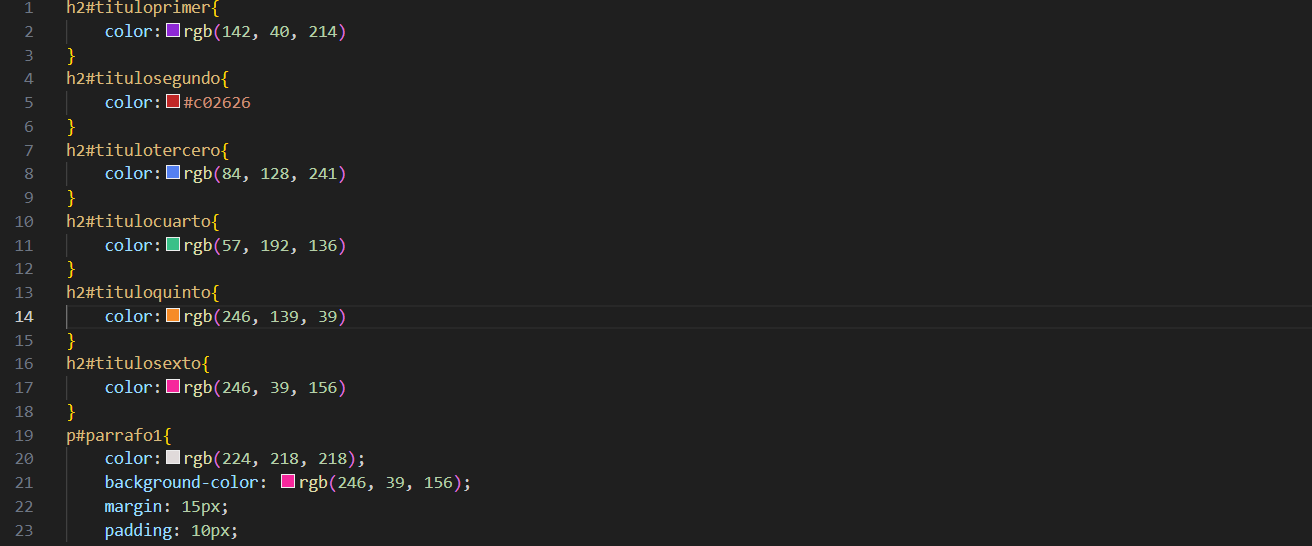 1 h2#tituloprimer{
2 color: rgb(142, 40, 214)
3 }
4 h2#titulosegundo{
5 color: #c02626
6 }
7 h2#titulotercero{
8 color: rgb(84, 128, 241)
9 }
10 h2#titulocuarto{
11 color: rgb(57, 192, 136)
12 }
13 h2#tituloquinto{
14 color: rgb(246, 139, 39)
15 }
16 h2#titulosexto{
17 color: rgb(246, 39, 156)
18 }
19 p#parrafo1{
20 color: rgb(224, 218, 218);
21 background-color: rgb(246, 39, 156);
22 margin: 15px;
23 padding: 10px;